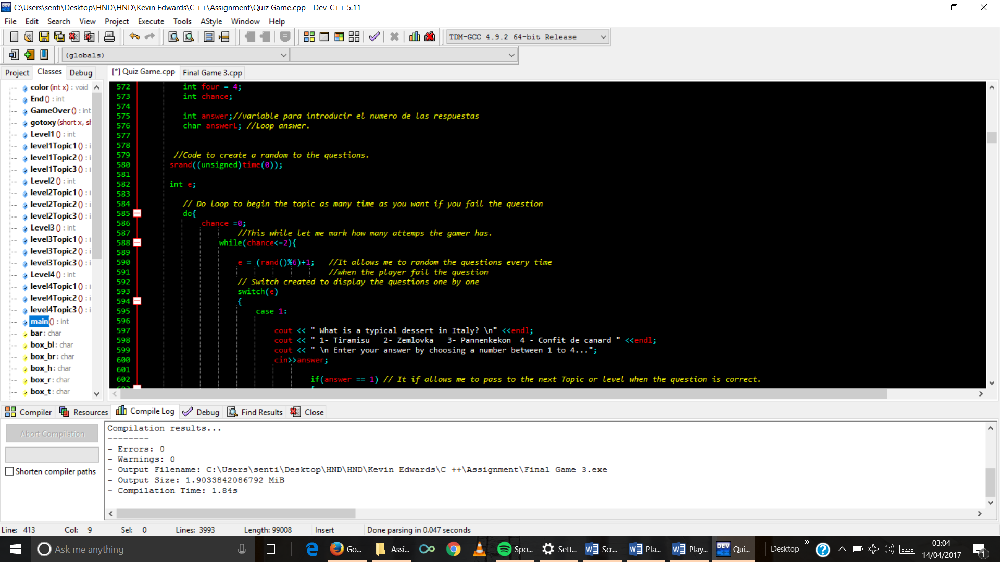 C:\Users\senti\Desktop\HND\HND\Kevin Edwards\C ++\Assignment\Quiz Game.cpp - Dev-C++ 5.11
File Edit Search View Project Execute Tools AStyle Window Help
TDM-GCC 4.9.2 64-bit Release
(globals)
Project Classes Debug
[*] Quiz Game.cpp Final Game 3.cpp
color (int x) : void
End () : int
GameOver () : int
gotoxy (short x, sh
Level1 () : int
level1Topic1 () : i
level1Topic2 () : i
level1Topic3 () : i
Level2 () : int
level2Topic1 () : i
level2Topic2 () : i
level2Topic3 () : i
Level3 () : int
level3Topic1 () : i
level3Topic2 () : i
level3Topic3 () : i
Level4 () : int
level4Topic1 () : i
level4Topic2 () : i
level4Topic3 () : i
main () : int
bar : char
box_bl : char
box_br : char
box_h : char
box_r : char
box_t : char
572 int four = 4;
573 int chance;
574
575 int answer;//variable para introducir el numero de las respuestas
576 char answerL; //Loop answer.
577
578
579 //Code to create a random to the questions.
580 srand((unsigned)time(0));
581
582 int e;
583
584 // Do loop to begin the topic as many time as you want if you fail the question
585 do{
586 chance =0;
587 //This while let me mark how many attemps the gamer has.
588 while(chance<=2){
589
590 e = (rand()%6)+1; //It allows me to random the questions every time
591 //when the player fail the question
592 // Switch created to display the questions one by one
593 switch(e)
594 {
595 case 1:
596
597 cout << " What is a typical dessert in Italy? \n" <<endl;
598 cout << " 1- Tiramisu 2- Zemlovka 3- Pannenkekon 4 - Confit de canard " <<endl;
599 cout << " \n Enter your answer by choosing a number between 1 to 4...";
600 cin>>answer;
601
602 if(answer == 1) // It if allows me to pass to the next Topic or level when the question is correct.
603 {
Compiler Resources Compile Log Debug Find Results Close
Abort Compilation
Shorten compiler paths
Compilation results...
--------
- Errors: 0
- Warnings: 0
- Output Filename: C:\Users\senti\Desktop\HND\HND\Kevin Edwards\C ++\Assignment\Final Game 3.exe
- Output Size: 1.9033842086792 MiB
- Compilation Time: 1.84s
Line: 413 Col: 9 Sel: 0 Lines: 3993 Length: 99008 Insert Done parsing in 0.047 seconds
Ask me anything
Go... Assi... Spo... Sett... Scr... Pla... Play... DEV Qui... Desktop
03:04
14/04/2017
1